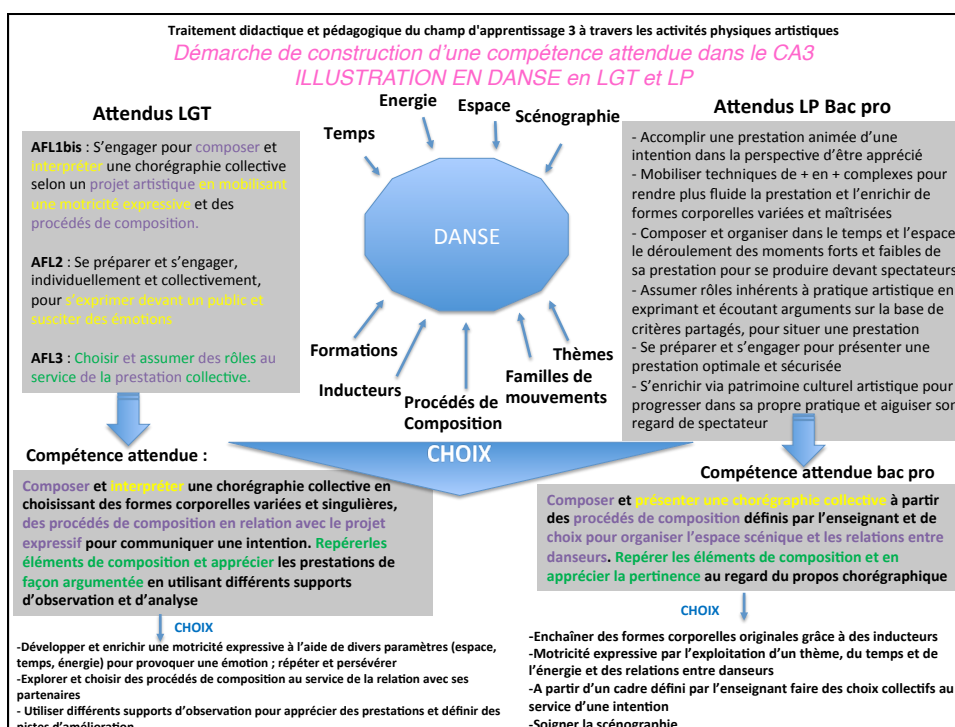 Traitement didactique et pédagogique du champ d'apprentissage 3 à travers les activités physiques artistiques
Démarche de construction d'une compétence attendue dans le CA3
ILLUSTRATION EN DANSE en LGT et LP
Attendus LGT
AFL1bis : S'engager pour composer et
interpréter une chorégraphie collective
selon un projet artistique en mobilisant
une motricité expressive et des
procédés de composition.
AFL2 : Se préparer et s'engager,
individuellement et collectivement,
pour s'exprimer devant un public et
susciter des émotions
AFL3 : Choisir et assumer des rôles au
service de la prestation collective.
Temps
Energie
Espace
Scénographie
DANSE
Formations
Inducteurs
Procédés de
Composition
Familles de
mouvements
Thèmes
Attendus LP Bac pro
- Accomplir une prestation animée d'une
intention dans la perspective d'être apprécié
- Mobiliser techniques de + en + complexes pour
rendre plus fluide la prestation et l'enrichir de
formes corporelles variées et maîtrisées
- Composer et organiser dans le temps et l'espace
le déroulement des moments forts et faibles de
sa prestation pour se produire devant spectateurs
- Assumer rôles inhérents à pratique artistique en
exprimant et écoutant arguments sur la base de
critères partagés, pour situer une prestation
- Se préparer et s'engager pour présenter une
prestation optimale et sécurisée
- S'enrichir via patrimoine culturel artistique pour
progresser dans sa propre pratique et aiguiser son
regard de spectateur
CHOIX
Compétence attendue :
Composer et interpréter une chorégraphie collective en
choisissant des formes corporelles variées et singulières,
des procédés de composition en relation avec le projet
expressif pour communiquer une intention. Repérerles
éléments de composition et apprécier les prestations de
façon argumentée en utilisant différents supports
d'observation et d'analyse
CHOIX
-Développer et enrichir une motricité expressive à l'aide de divers paramètres (espace,
temps, énergie) pour provoquer une émotion ; répéter et persévérer
-Explorer et choisir des procédés de composition au service de la relation avec ses
partenaires
- Utiliser différents supports d'observation pour apprécier des prestations et définir des
pistes d'amélioration
Compétence attendue bac pro
Composer et présenter une chorégraphie collective à partir
des procédés de composition définis par l'enseignant et de
choix pour organiser l'espace scénique et les relations entre
danseurs. Repérer les éléments de composition et en
apprécier la pertinence au regard du propos chorégraphique
CHOIX
-Enchaîner des formes corporelles originales grâce à des inducteurs
-Motricité expressive par l'exploitation d'un thème, du temps et de
l'énergie et des relations entre danseurs
-A partir d'un cadre défini par l'enseignant faire des choix collectifs au
service d'une intention
-Soigner la scénographie